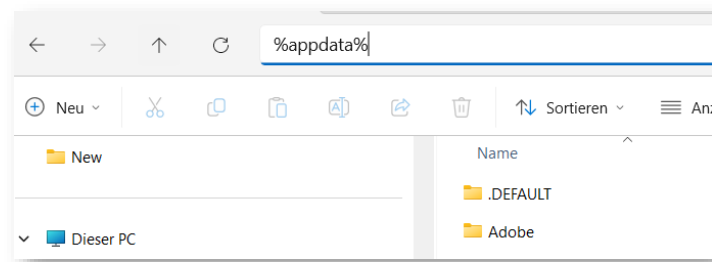 %appdata%
Neu
Sortieren
Anz
New
Name
.DEFAULT
Adobe
Dieser PC